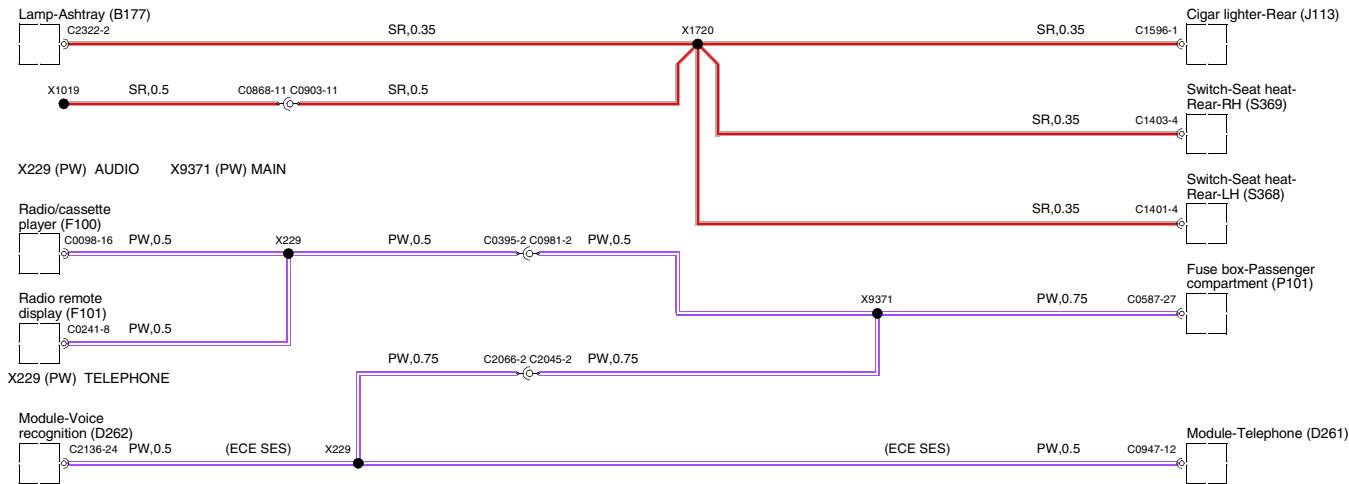 Lamp-Ashtray (B177)
C2322-2
SR,0.35
X1720
SR,0.35
C1596-1
Cigar lighter-Rear (J113)
X1019
SR,0.5
C0868-11 C0903-11
SR,0.5
Switch-Seat heat-
Rear-RH (S369)
SR,0.35
C1403-4
X229 (PW) AUDIO
X9371 (PW) MAIN
Switch-Seat heat-
Rear-LH (S368)
SR,0.35
C1401-4
Radio/cassette
player (F100)
C0098-16
PW,0.5
X229
PW,0.5
C0395-2 C0981-2
PW,0.5
Fuse box-Passenger
compartment (P101)
X9371
PW,0.75
C0587-27
Radio remote
display (F101)
C0241-8
PW,0.5
PW,0.75
C2066-2 C2045-2
PW,0.75
X229 (PW) TELEPHONE
Module-Voice
recognition (D262)
C2136-24
PW,0.5
(ECE SES)
X229
(ECE SES)
PW,0.5
C0947-12
Module-Telephone (D261)